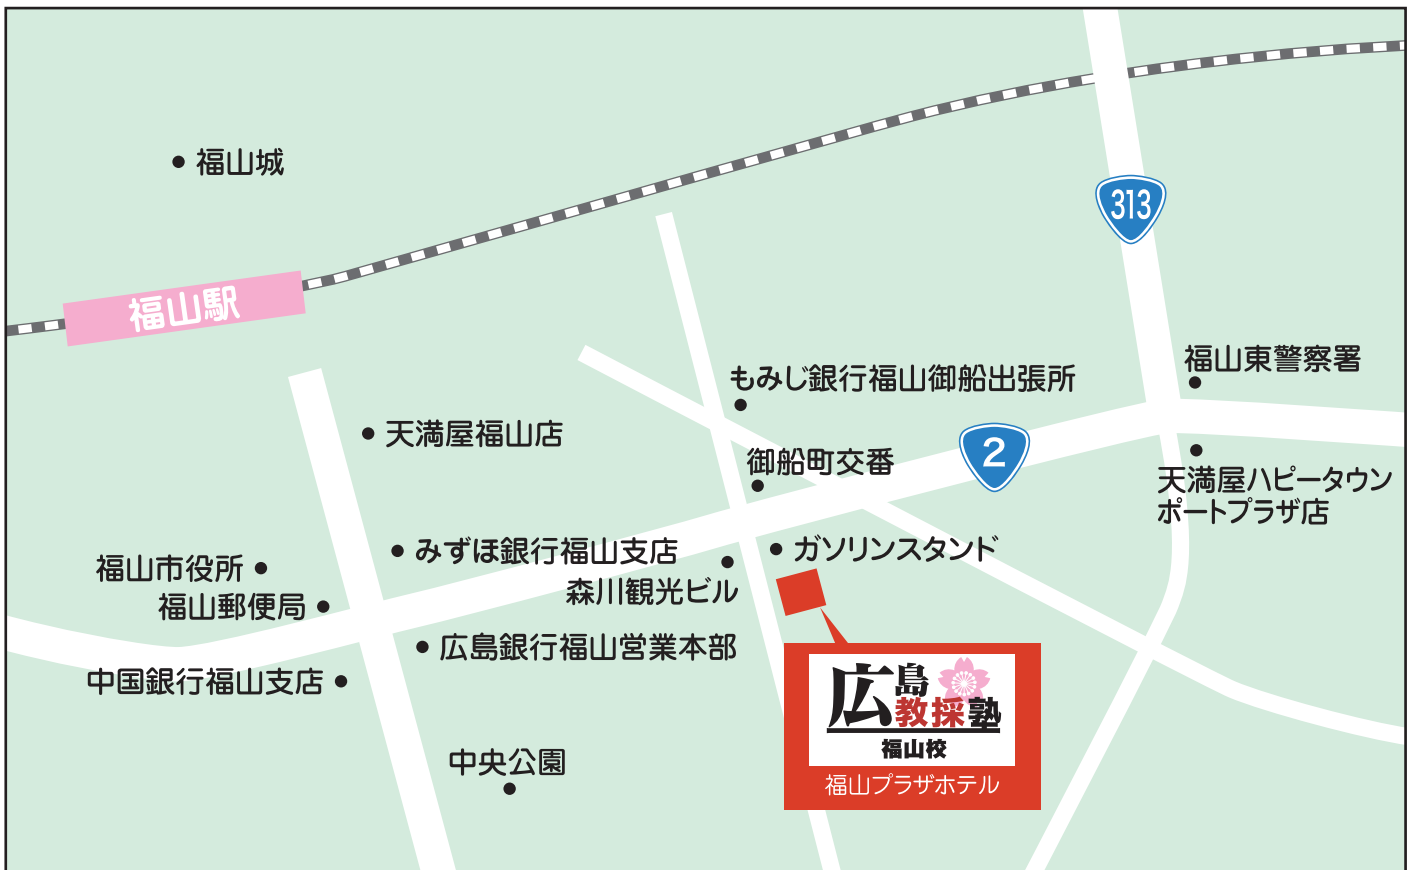 福山城
313
福山駅
福山東警察署
もみじ銀行福山御船出張所
天満屋福山店
2
御船町交番
天満屋ハピータウン
ポートプラザ店
みずほ銀行福山支店
ガソリンスタンド
福山市役所
森川観光ビル
福山郵便局
広島銀行福山営業本部
中国銀行福山支店
広島
教採塾
福山校
中央公園
福山プラザホテル